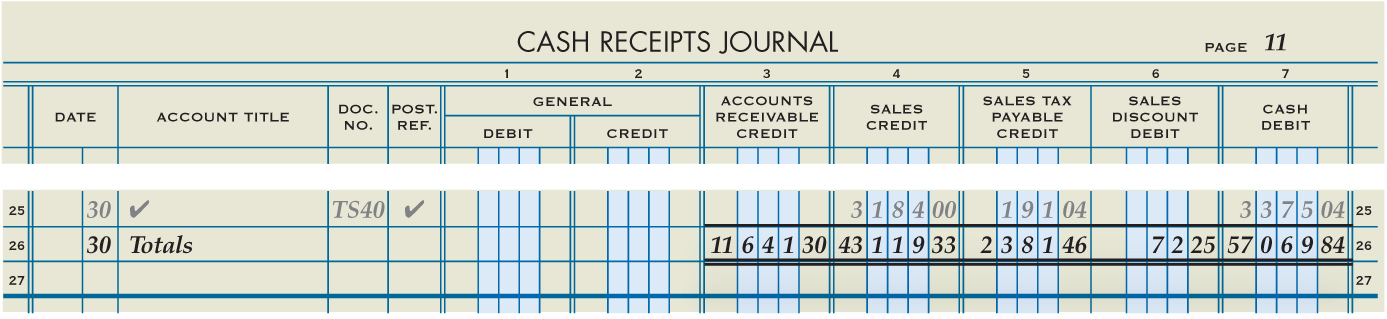 CASH RECEIPTS JOURNAL
PAGE 11
1 2 3 4 5 6 7
DATE ACCOUNT TITLE DOC. NO. POST. REF. GENERAL DEBIT CREDIT ACCOUNTS RECEIVABLE CREDIT SALES CREDIT SALES TAX PAYABLE CREDIT SALES DISCOUNT DEBIT CASH DEBIT
25 30 ✔ TS40 ✔ 3 1 8 4 00 1 9 1 04 3 3 7 5 04 25
26 30 Totals 11 6 4 1 30 43 1 1 9 33 2 3 8 1 46 7 2 25 57 0 6 9 84 26
27 27